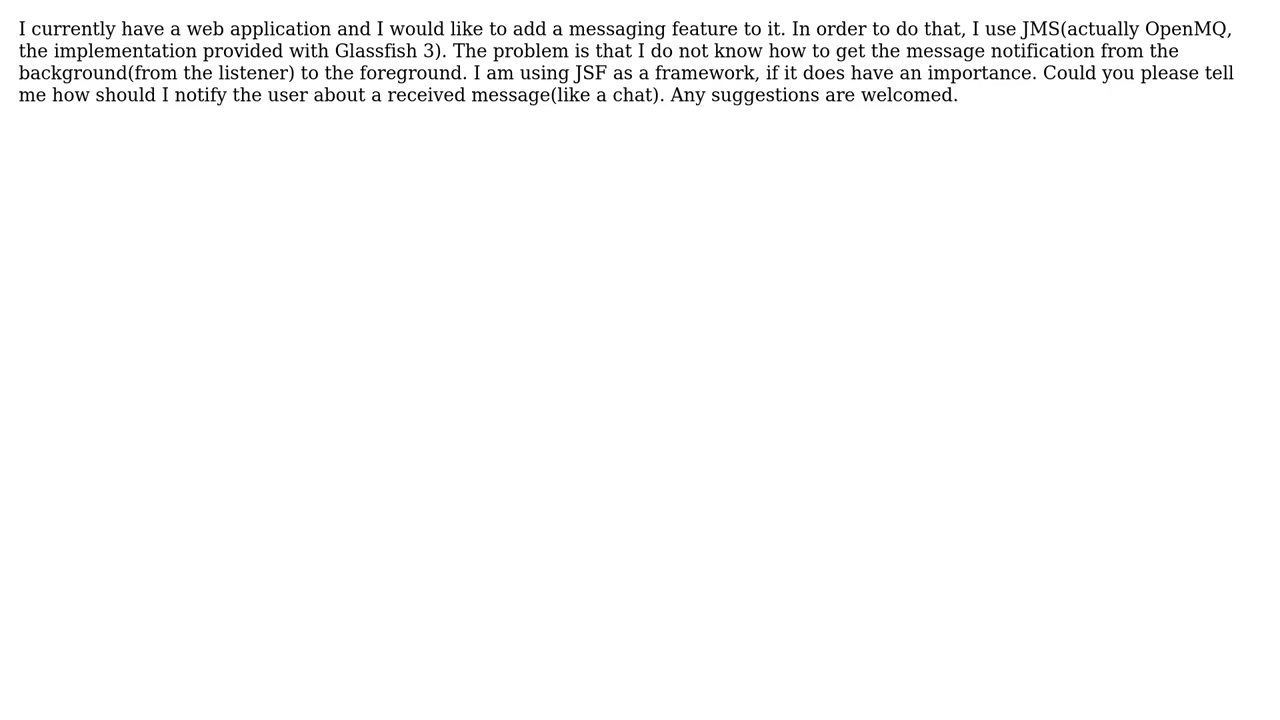 I currently have a web application and I would like to add a messaging feature to it. In order to do that, I use JMS(actually OpenMQ,
the implementation provided with Glassfish 3). The problem is that I do not know how to get the message notification from the
background(from the listener) to the foreground. I am using JSF as a framework, if it does have an importance. Could you please tell
me how should I notify the user about a received message(like a chat). Any suggestions are welcomed.